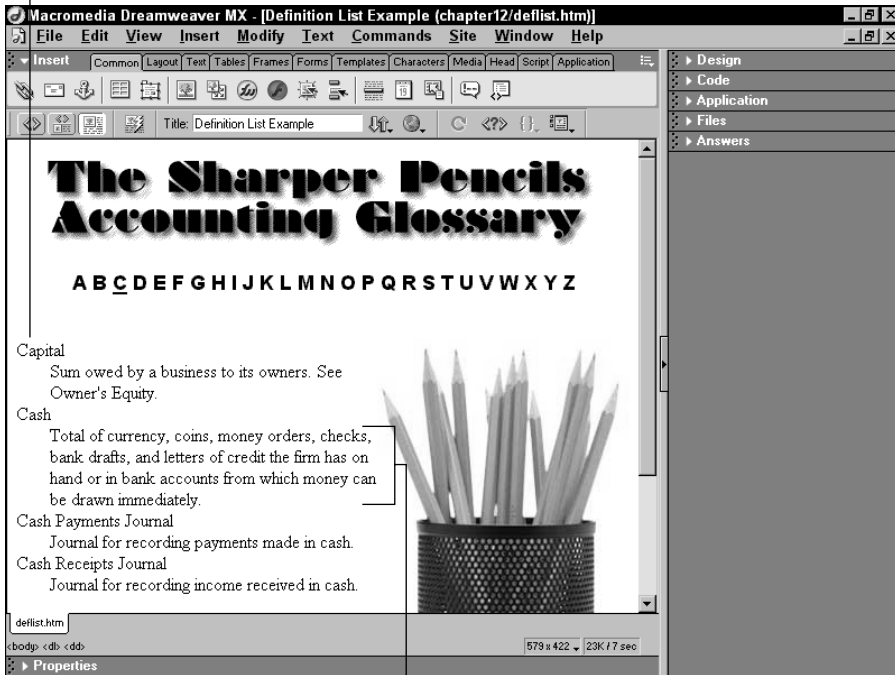 Macromedia Dreamweaver MX - [Definition List Example (chapter12/deflist.htm)]
File Edit View Insert Modify Text Commands Site Window Help
Insert Common Layout Text Tables Frames Forms Templates Characters Media Head Script Application
Title: Definition List Example
Design
Code
Application
Files
Answers
The Sharper Pencils
Accounting Glossary
A B C D E F G H I J K L M N O P Q R S T U V W X Y Z
Capital
Sum owed by a business to its owners. See
Owner's Equity.
Cash
Total of currency, coins, money orders, checks,
bank drafts, and letters of credit the firm has on
hand or in bank accounts from which money can
be drawn immediately.
Cash Payments Journal
Journal for recording payments made in cash.
Cash Receipts Journal
Journal for recording income received in cash.
deflist.htm
<body> <dl> <dd> 579 x 422 23K / 7 sec
Properties